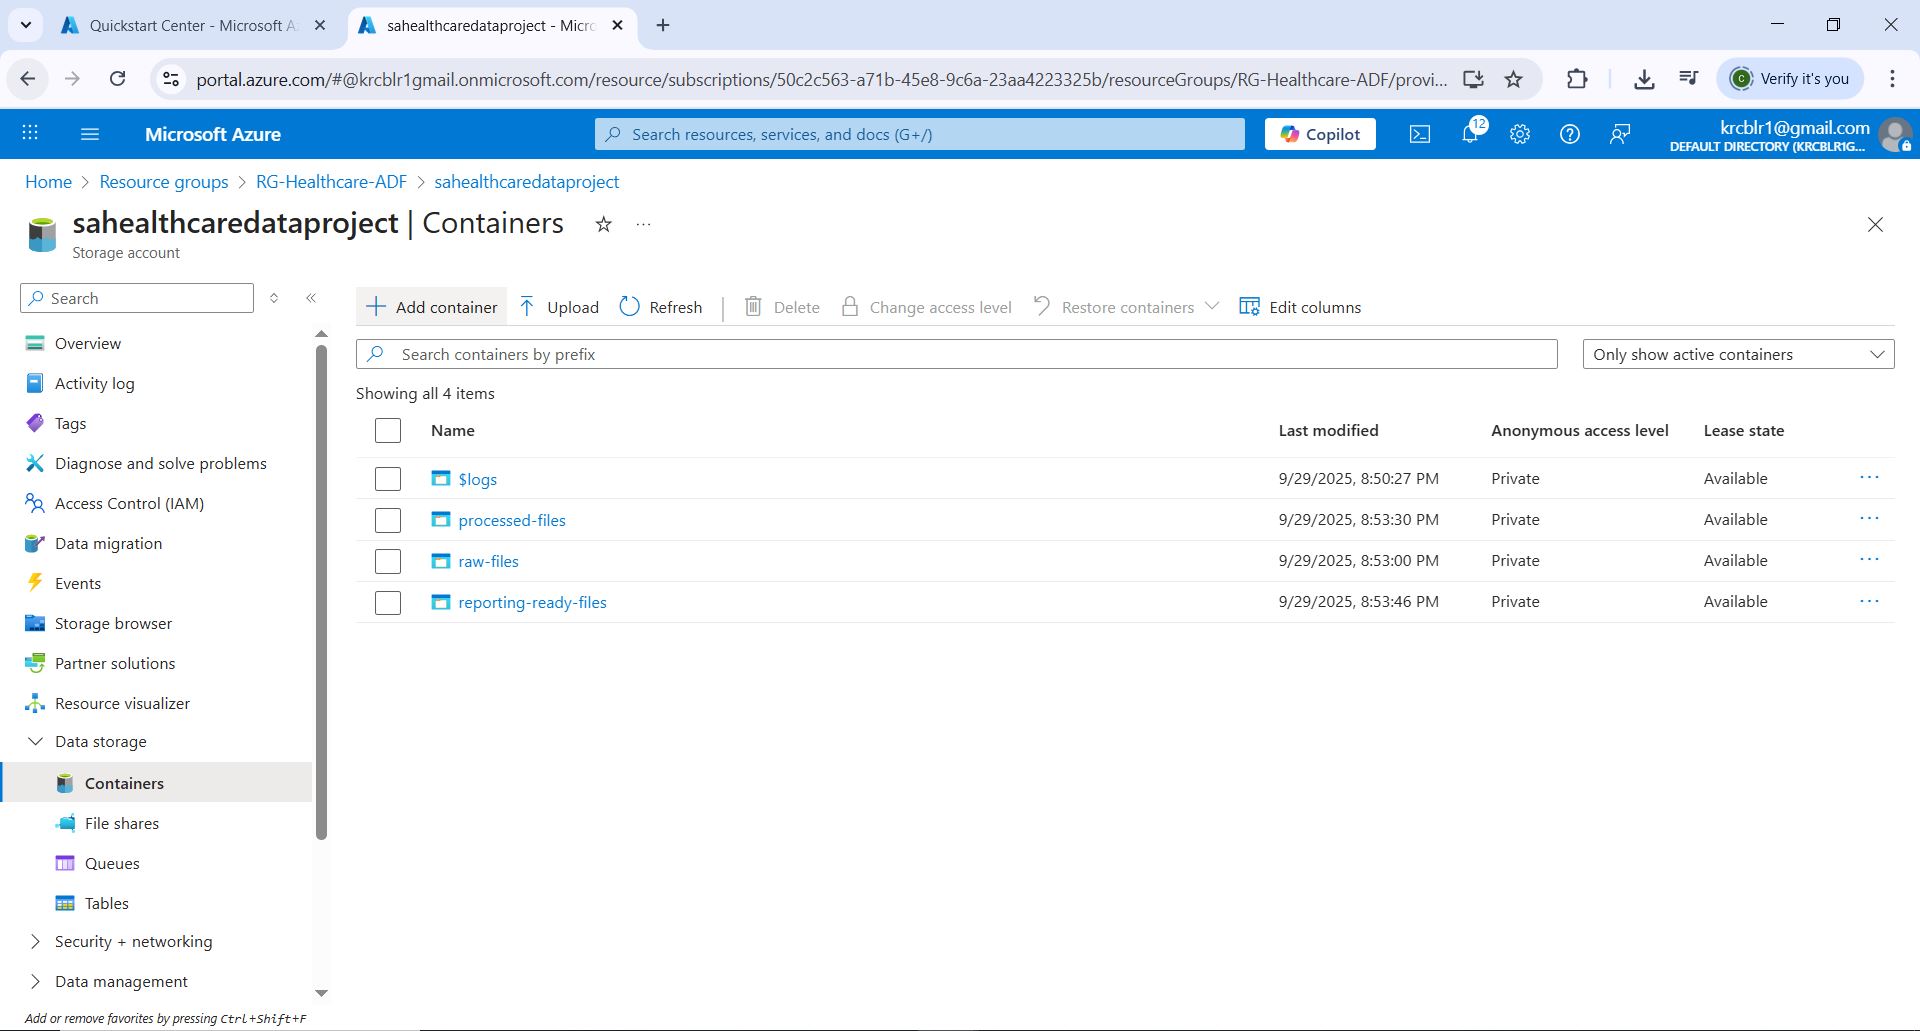 Quickstart Center - Microsoft A
sahealthcaredataproject - Micro
portal.azure.com/#@krcblr1gmail.onmicrosoft.com/resource/subscriptions/50c2c563-a71b-45e8-9c6a-23aa4223325b/resourceGroups/RG-Healthcare-ADF/provi...
C
Verify it's you
Microsoft Azure
Search resources, services, and docs (G+/)
Copilot
12
krcblr1@gmail.com
DEFAULT DIRECTORY (KRCBLR1G...
Home > Resource groups > RG-Healthcare-ADF > sahealthcaredataproject
sahealthcaredataproject | Containers
Storage account
Search
Add container
Upload
Refresh
Delete
Change access level
Restore containers
Edit columns
Search containers by prefix
Only show active containers
Showing all 4 items
Name Last modified Anonymous access level Lease state
$logs 9/29/2025, 8:50:27 PM Private Available
processed-files 9/29/2025, 8:53:30 PM Private Available
raw-files 9/29/2025, 8:53:00 PM Private Available
reporting-ready-files 9/29/2025, 8:53:46 PM Private Available
Overview
Activity log
Tags
Diagnose and solve problems
Access Control (IAM)
Data migration
Events
Storage browser
Partner solutions
Resource visualizer
Data storage
Containers
File shares
Queues
Tables
Security + networking
Data management
Add or remove favorites by pressing Ctrl+Shift+F